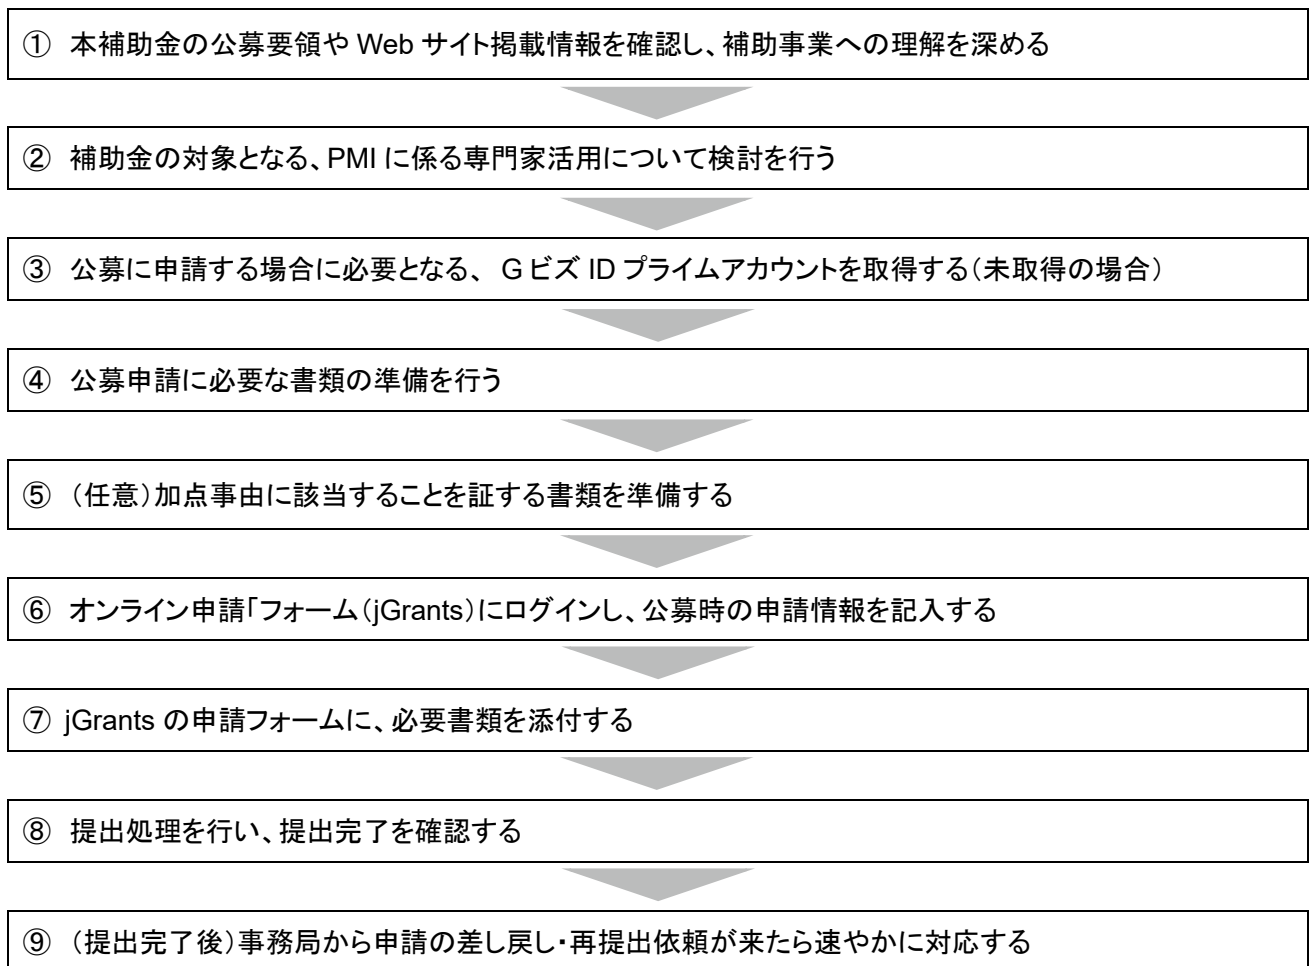 ① 本補助金の公募要領や Web サイト掲載情報を確認し、補助事業への理解を深める
② 補助金の対象となる、PMI に係る専門家活用について検討を行う
③ 公募に申請する場合に必要となる、 G ビズ ID プライムアカウントを取得する（未取得の場合）
④ 公募申請に必要な書類の準備を行う
⑤ （任意）加点事由に該当することを証する書類を準備する
⑥ オンライン申請「フォーム（jGrants）にログインし、公募時の申請情報を記入する
⑦ jGrants の申請フォームに、必要書類を添付する
⑧ 提出処理を行い、提出完了を確認する
⑨ （提出完了後）事務局から申請の差し戻し・再提出依頼が来たら速やかに対応する